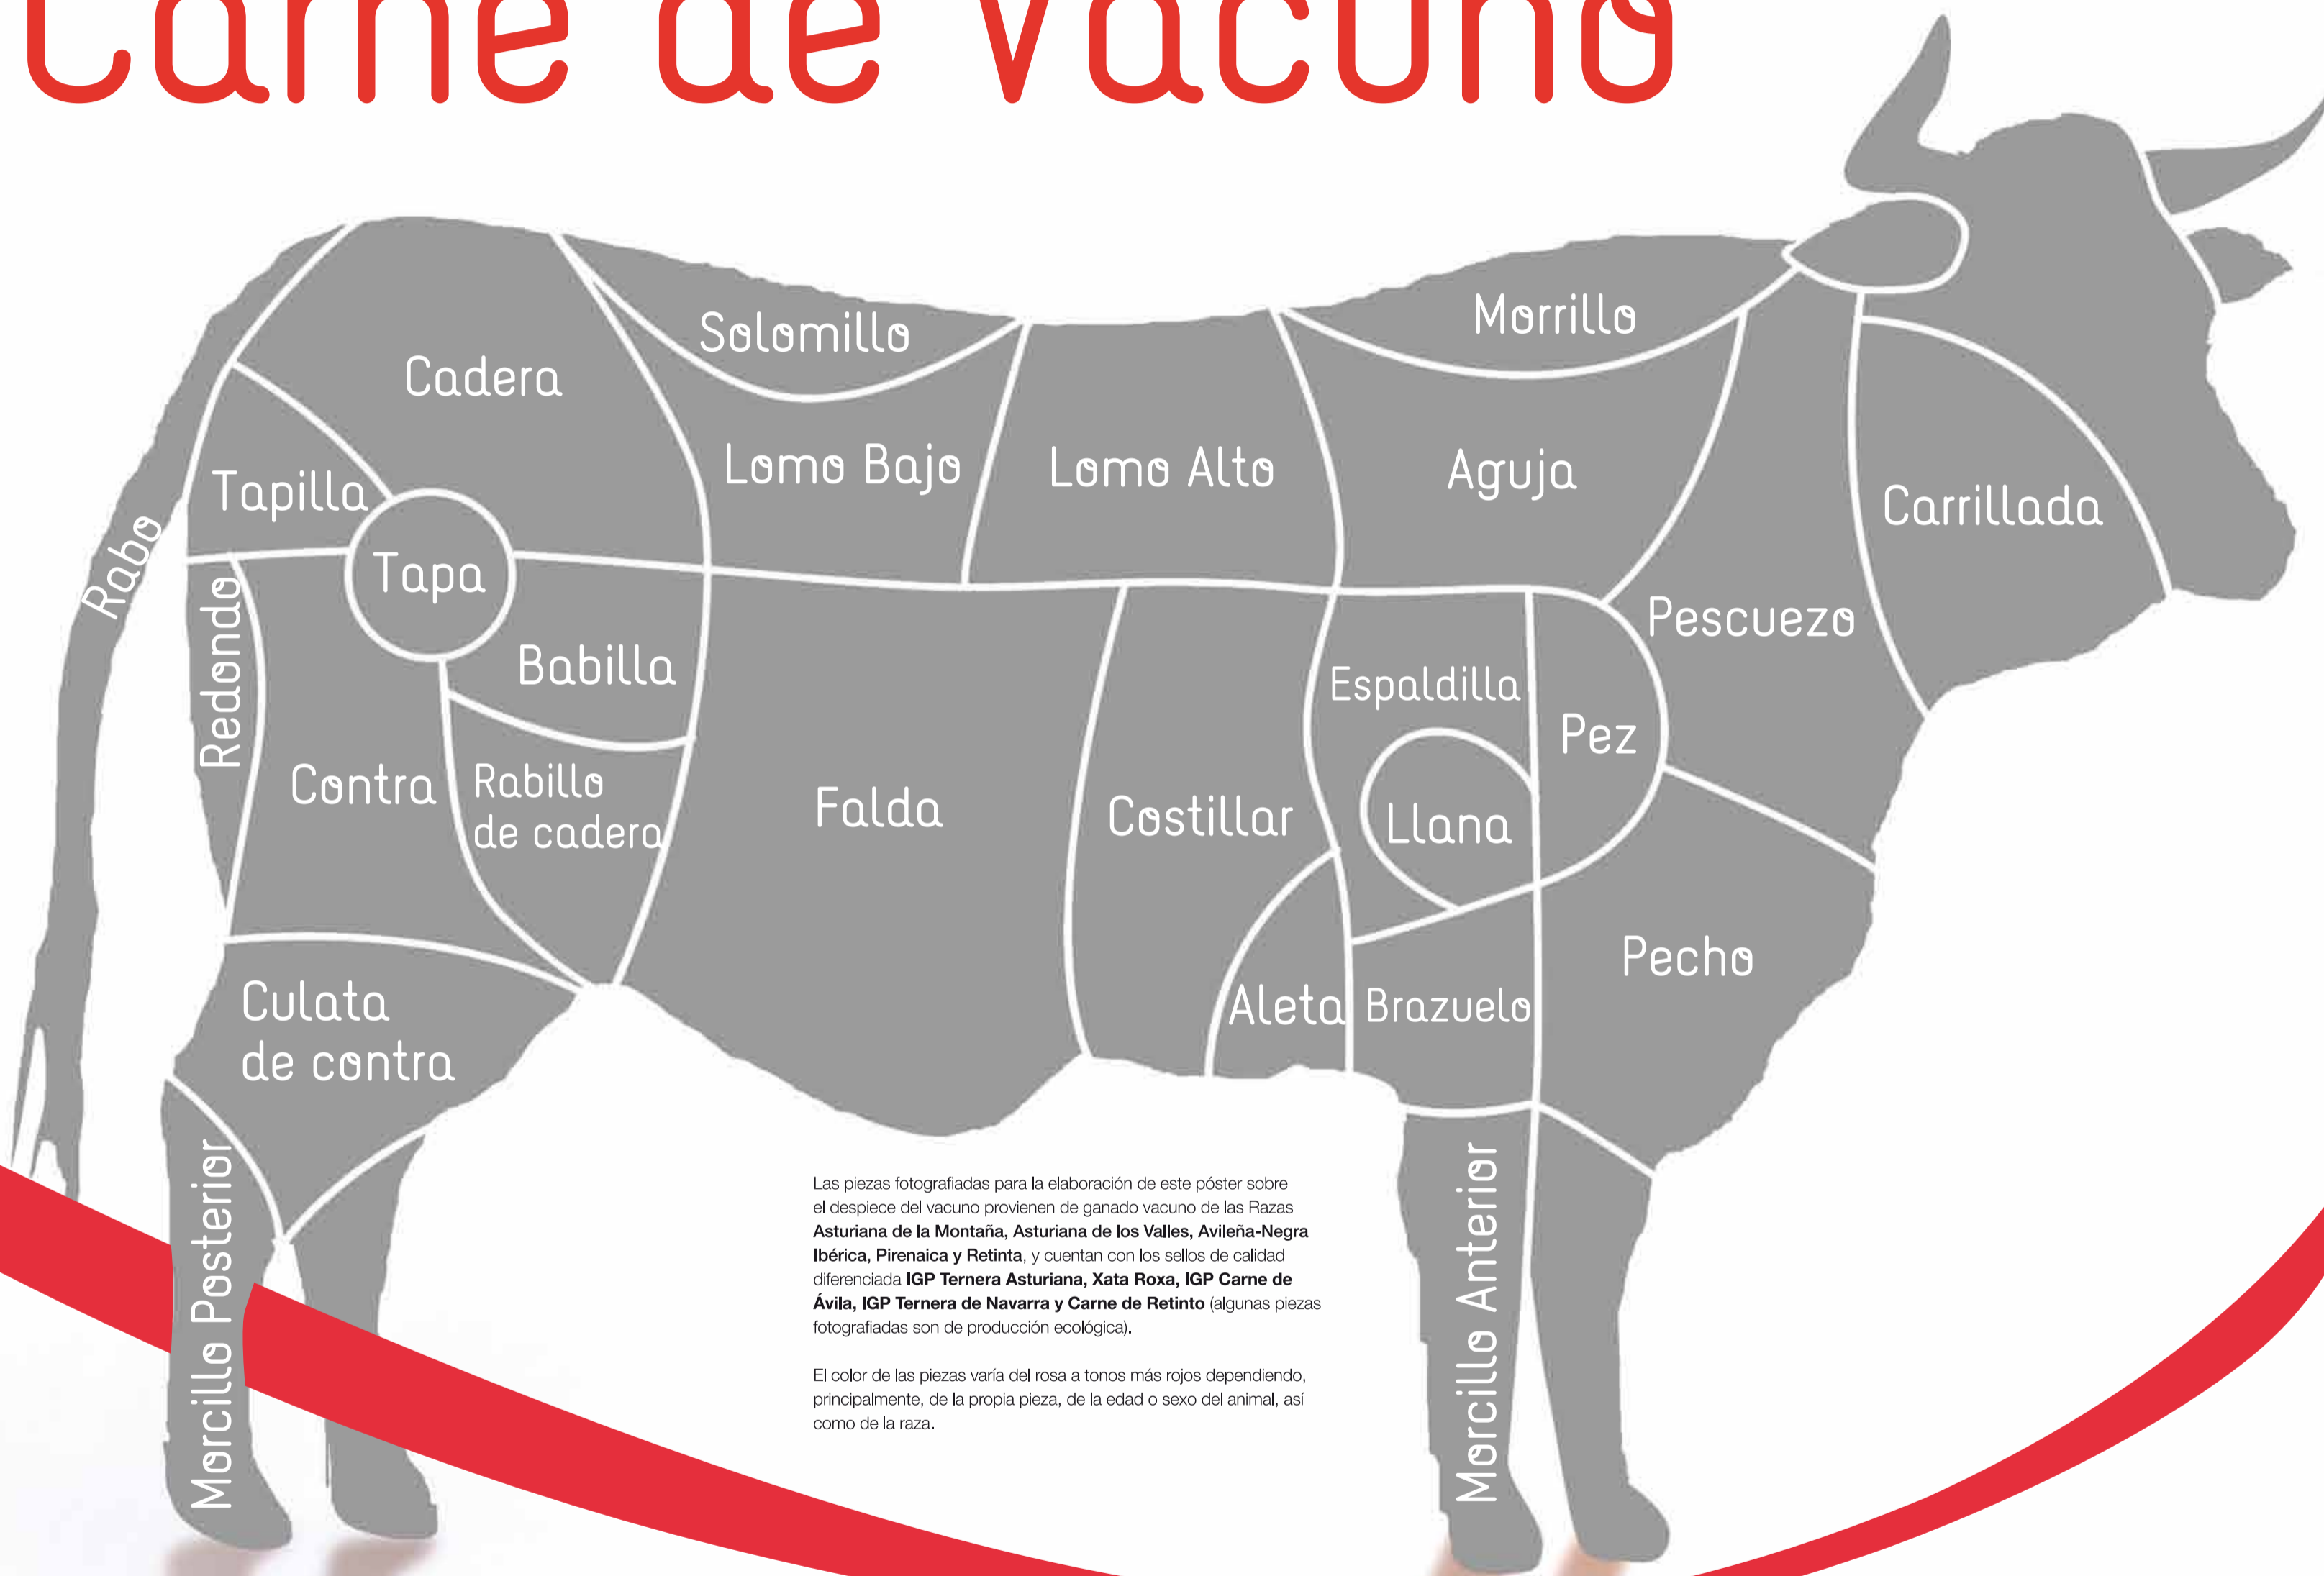 Carne de Vacuno
Solomillo
Morrillo
Cadera
Lomo Bajo
Lomo Alto
Aguja
Tapilla
Carrillada
Rabo
Tapa
Redondo
Babilla
Pescuezo
Espaldilla
Pez
Contra
Rabillo
de cadera
Falda
Costillar
Llana
Pecho
Culata
de contra
Aleta
Brazuelo
Morcillo Posterior
Morcillo Anterior
Las piezas fotografiadas para la elaboración de este póster sobre
el despiece del vacuno provienen de ganado vacuno de las Razas
Asturiana de la Montaña, Asturiana de los Valles, Avileña-Negra
Ibérica, Pirenaica y Retinta, y cuentan con los sellos de calidad
diferenciada IGP Ternera Asturiana, Xata Roxa, IGP Carne de
Ávila, IGP Ternera de Navarra y Carne de Retinto (algunas piezas
fotografiadas son de producción ecológica).
El color de las piezas varía del rosa a tonos más rojos dependiendo,
principalmente, de la propia pieza, de la edad o sexo del animal, así
como de la raza.